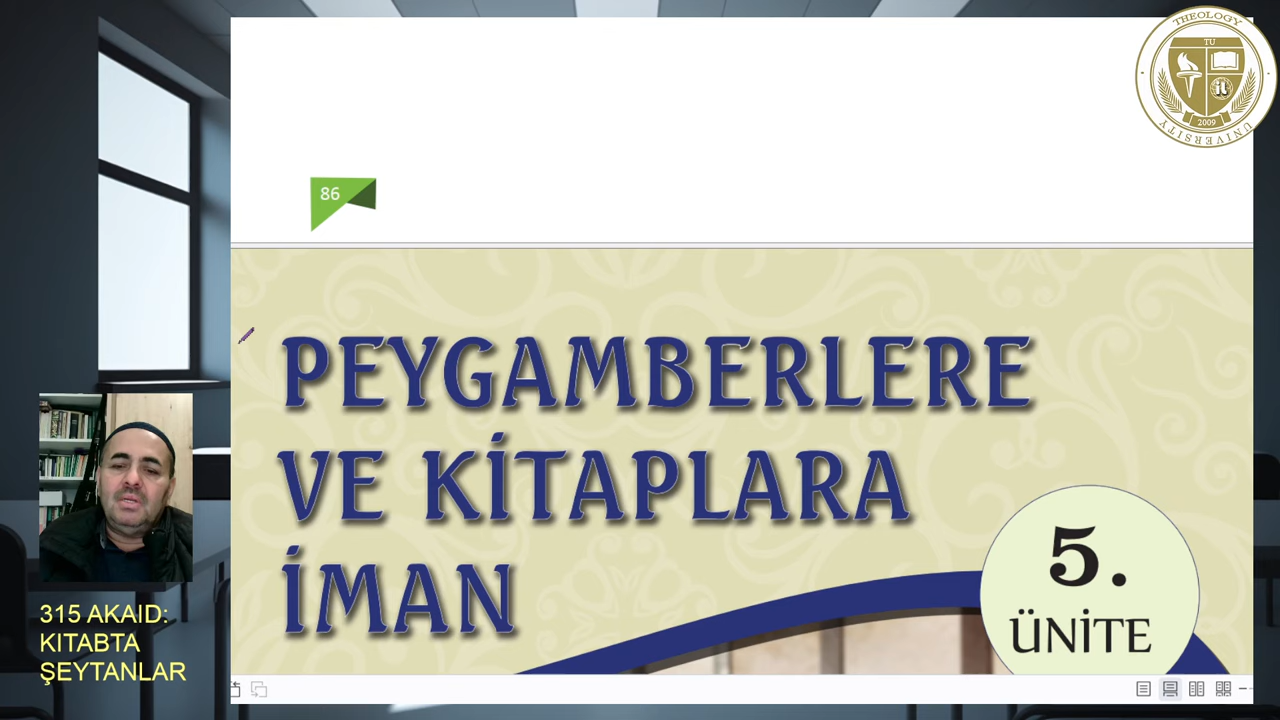 THEOLOGY
TU
2009
UNIVERSITY
86
PEYGAMBERLERE
VE KİTAPLARA
İMAN
5.
ÜNİTE
315 AKAID:
KITABTA
ŞEYTANLAR